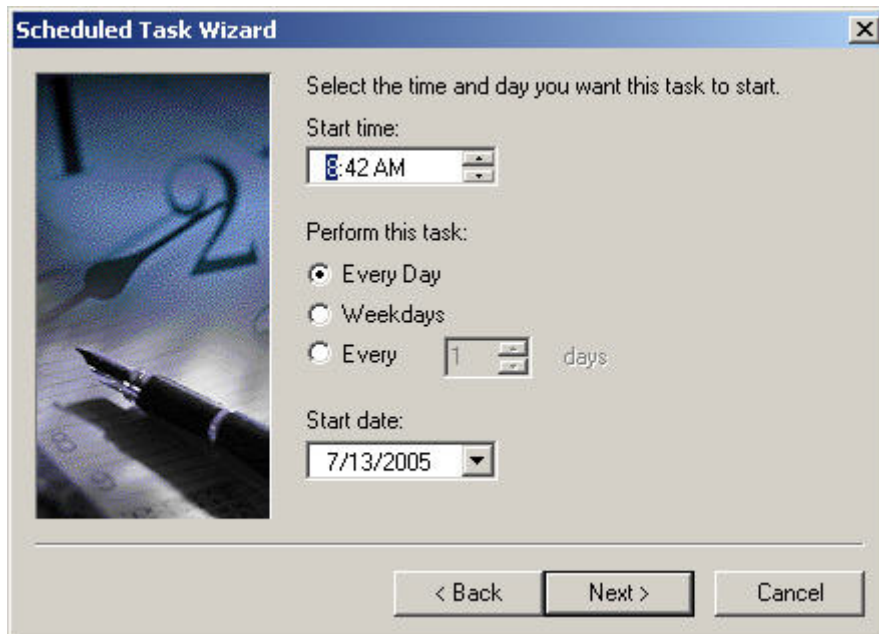 Scheduled Task Wizard
Select the time and day you want this task to start.
Start time:
8:42 AM
Perform this task:
Every Day
Weekdays
Every 1 days
Start date:
7/13/2005
< Back Next > Cancel
2